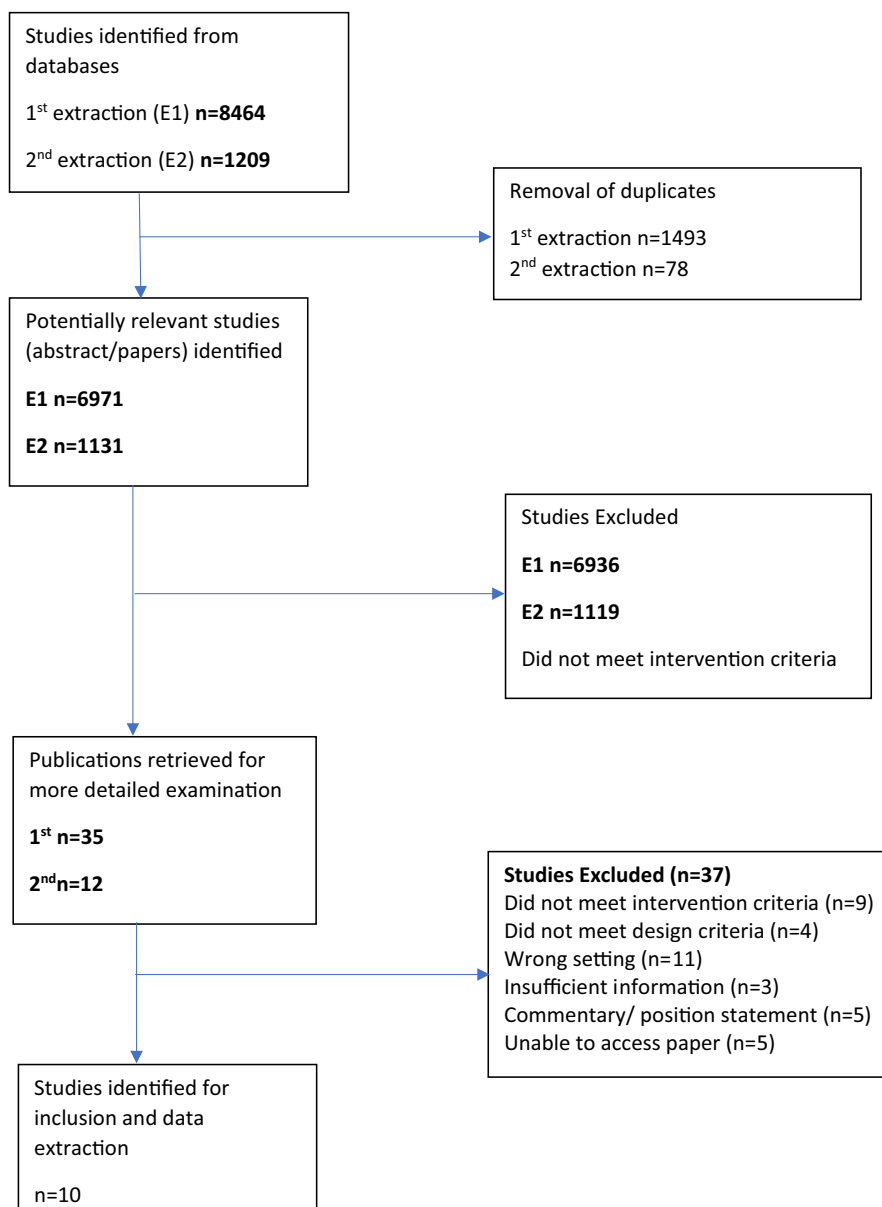 Studies identified from
databases
1st extraction (E1) n=8464
2nd extraction (E2) n=1209
Removal of duplicates
1st extraction n=1493
2nd extraction n=78
Potentially relevant studies
(abstract/papers) identified
E1 n=6971
E2 n=1131
Studies Excluded
E1 n=6936
E2 n=1119
Did not meet intervention criteria
Publications retrieved for
more detailed examination
1st n=35
2ndn=12
Studies Excluded (n=37)
Did not meet intervention criteria (n=9)
Did not meet design criteria (n=4)
Wrong setting (n=11)
Insufficient information (n=3)
Commentary/ position statement (n=5)
Unable to access paper (n=5)
Studies identified for
inclusion and data
extraction
n=10